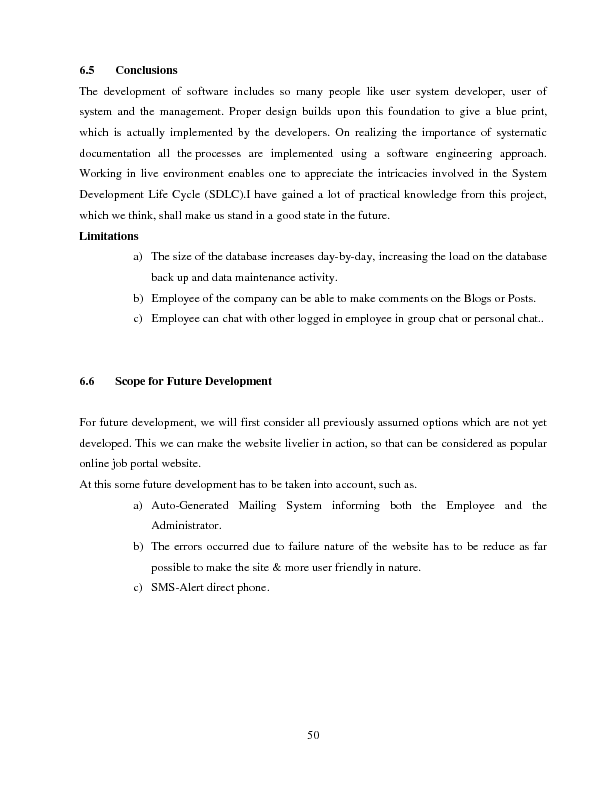 6.5 Conclusions
The development of software includes so many people like user system developer, user of
system and the management. Proper design builds upon this foundation to give a blue print,
which is actually implemented by the developers. On realizing the importance of systematic
documentation all the processes are implemented using a software engineering approach.
Working in live environment enables one to appreciate the intricacies involved in the System
Development Life Cycle (SDLC).I have gained a lot of practical knowledge from this project,
which we think, shall make us stand in a good state in the future.
Limitations
a) The size of the database increases day-by-day, increasing the load on the database
back up and data maintenance activity.
b) Employee of the company can be able to make comments on the Blogs or Posts.
c) Employee can chat with other logged in employee in group chat or personal chat..
6.6 Scope for Future Development
For future development, we will first consider all previously assumed options which are not yet
developed. This we can make the website livelier in action, so that can be considered as popular
online job portal website.
At this some future development has to be taken into account, such as.
a) Auto-Generated Mailing System informing both the Employee and the
Administrator.
b) The errors occurred due to failure nature of the website has to be reduce as far
possible to make the site & more user friendly in nature.
c) SMS-Alert direct phone.
50